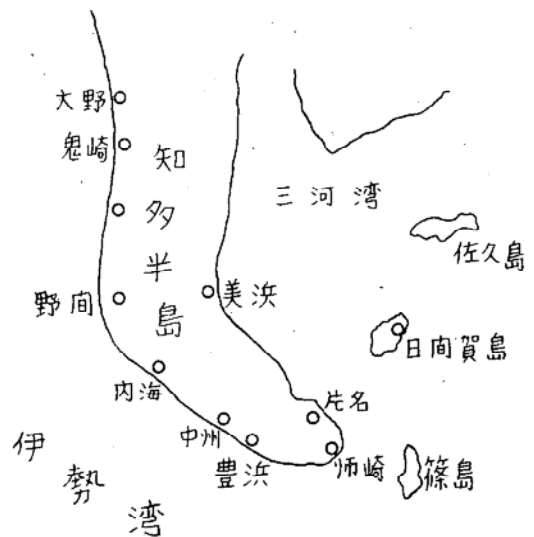 大野
鬼崎
知多半島
三河湾
佐久島
野間
美浜
日間賀島
内海
片名
中州
豊浜
师崎
篠島
伊勢湾